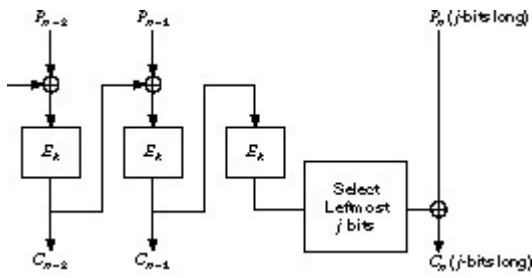 P_{n-2} P_{n-1} P_n (j-bits long)
E_k E_k E_k
Select
Leftmost
j bits
C_{n-2} C_{n-1} C_n (j-bits long)